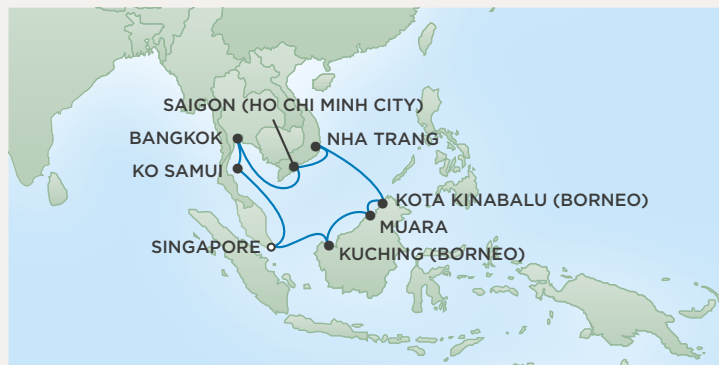 SAIGON (HO CHI MINH CITY)
BANGKOK
NHA TRANG
KO SAMUI
KOTA KINABALU (BORNEO)
MUARA
SINGAPORE
KUCHING (BORNEO)